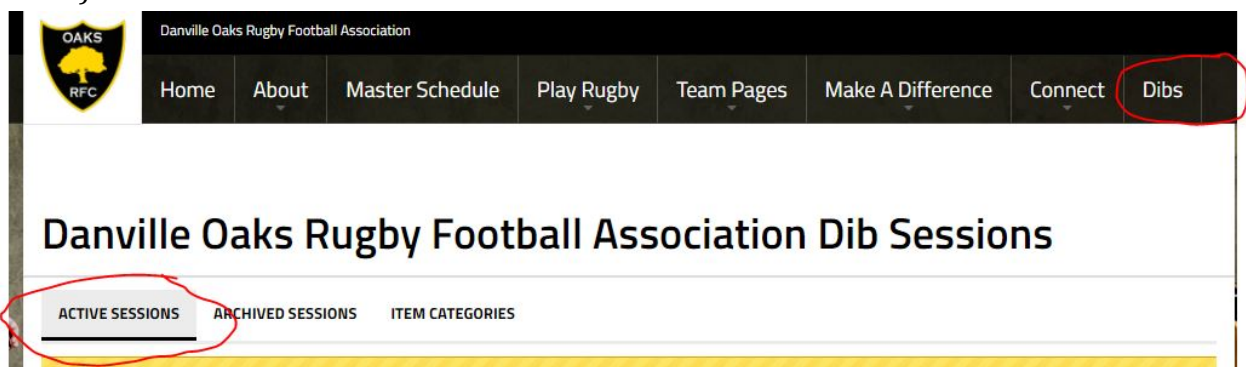 OAKS
RFC
Danville Oaks Rugby Football Association
Home About Master Schedule Play Rugby Team Pages Make A Difference Connect Dibs
Danville Oaks Rugby Football Association Dib Sessions
ACTIVE SESSIONS ARCHIVED SESSIONS ITEM CATEGORIES